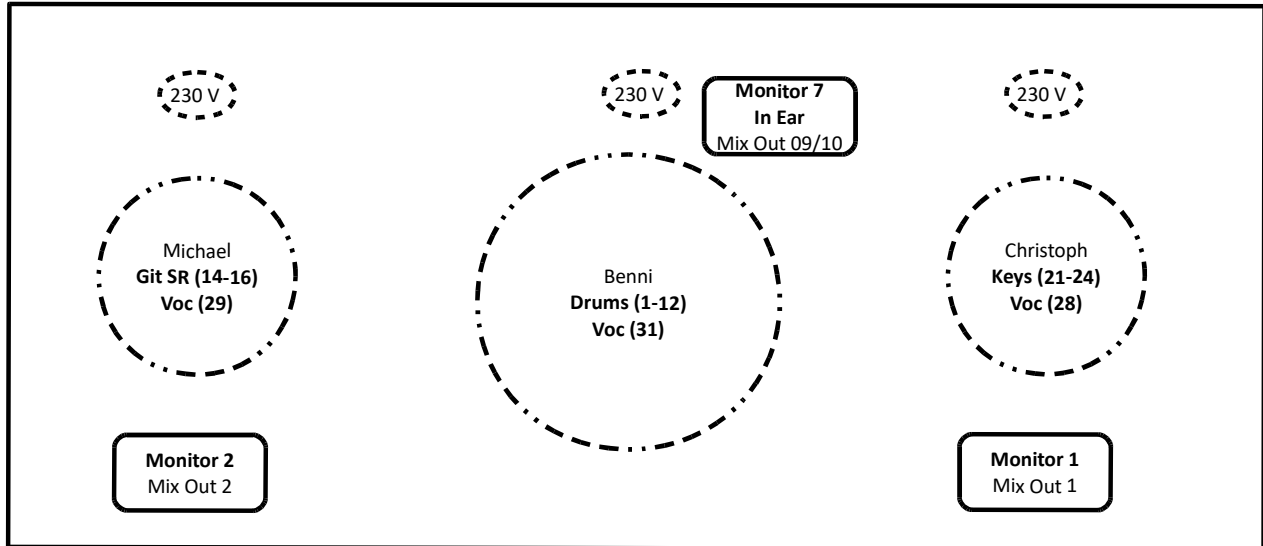 230 V
230 V
Monitor 7
In Ear
Mix Out 09/10
230 V
Michael
Git SR (14-16)
Voc (29)
Benni
Drums (1-12)
Voc (31)
Christoph
Keys (21-24)
Voc (28)
Monitor 2
Mix Out 2
Monitor 1
Mix Out 1